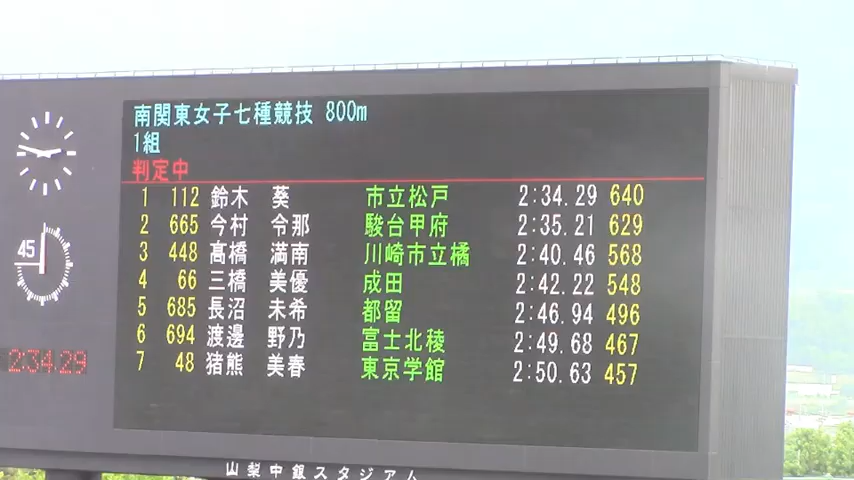 南関東女子七種競技 800m
1組
判定中
1 112 鈴木 葵 市立松戸 2:34.29 640
2 665 今村 令那 駿台甲府 2:35.21 629
3 448 髙橋 満南 川崎市立橘 2:40.46 568
4 66 三橋 美優 成田 2:42.22 548
5 685 長沼 未希 都留 2:46.94 496
6 694 渡邊 野乃 富士北稜 2:49.68 467
7 48 猪熊 美春 東京学館 2:50.63 457
45
2:34.29
山梨中銀スタジアム